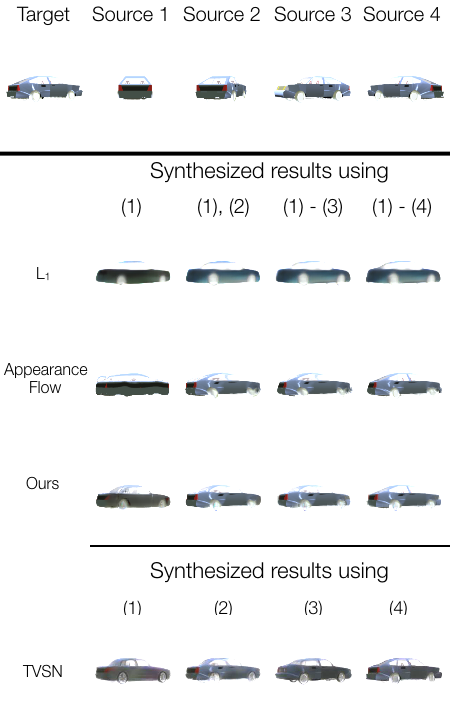 Target Source 1 Source 2 Source 3 Source 4
Synthesized results using
(1) (1), (2) (1) - (3) (1) - (4)
L₁
Appearance
Flow
Ours
Synthesized results using
(1) (2) (3) (4)
TVSN